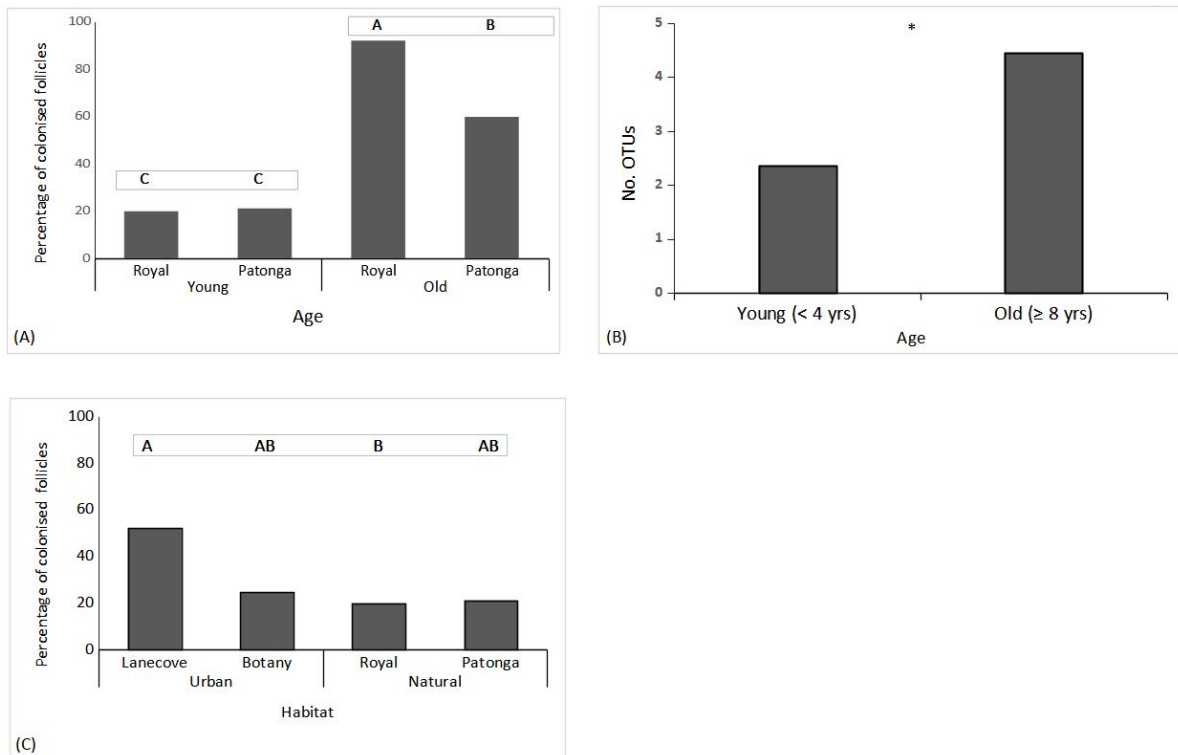 100
80
60
40
20
0
Percentage of colonised follicles
A B
C C
Royal Patonga Royal Patonga
Young Old
Age
(A)
5
4
3
2
1
0
No. OTUs
*
Young (< 4 yrs) Old (≥ 8 yrs)
Age
(B)
100
80
60
40
20
0
Percentage of colonised follicles
A AB B AB
Lanecove Botany Royal Patonga
Urban Natural
Habitat
(C)